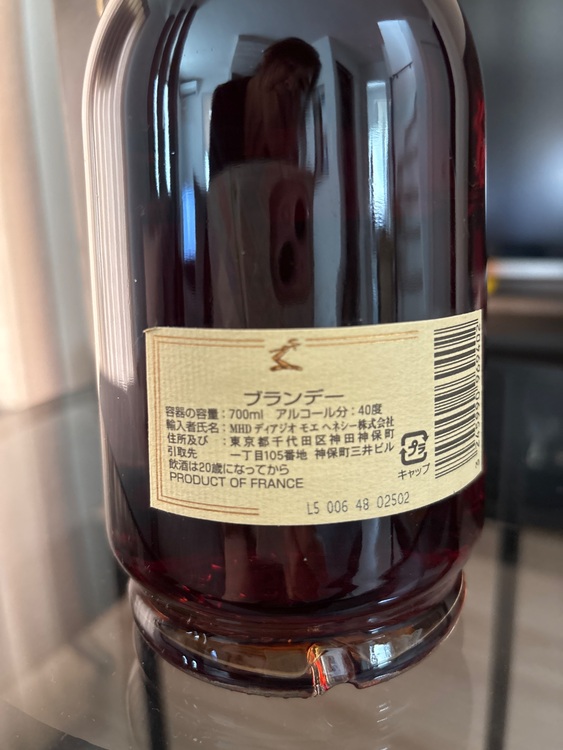 ブランデー
容器の容量：700ml　アルコール分：40度
輸入者氏名：MHD ディアジオ モエ ヘネシー株式会社
住所及び　：東京都千代田区神田神保町
引取先　　　一丁目105番地 神保町三井ビル
飲酒は20歳になってから
PRODUCT OF FRANCE
プラ
キャップ
L5 006 48 02502